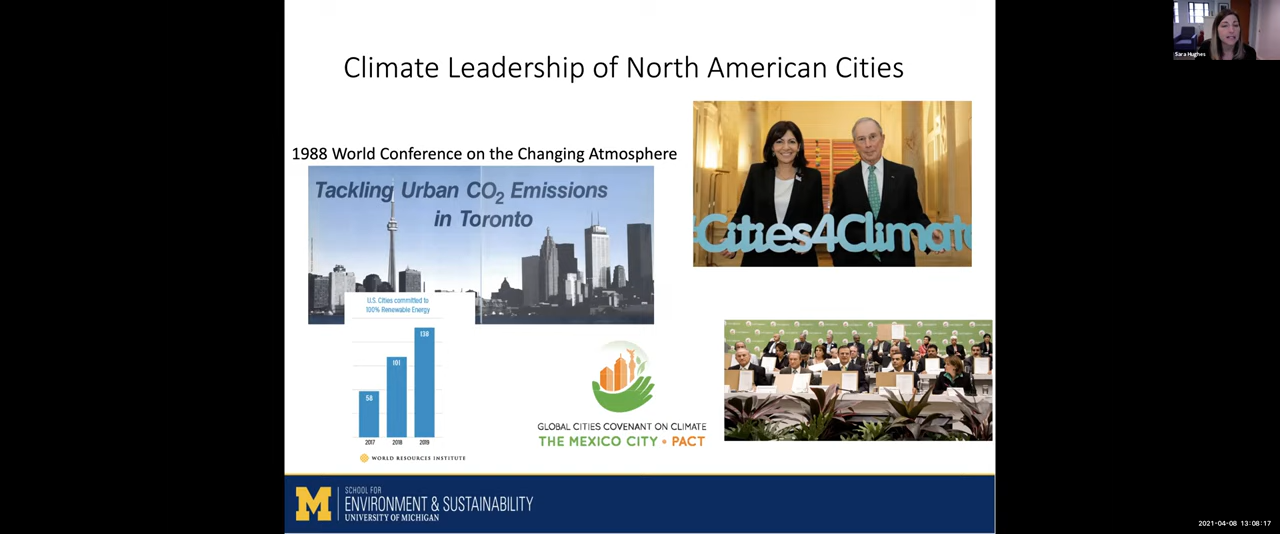 Climate Leadership of North American Cities
Sara Hughes
1988 World Conference on the Changing Atmosphere
Tackling Urban CO2 Emissions
in Toronto
#Cities4Climate
U.S. Cities committed to
100% Renewable Energy
58
101
138
2017 2018 2019
WORLD RESOURCES INSTITUTE
GLOBAL CITIES COVENANT ON CLIMATE
THE MEXICO CITY • PACT
M
SCHOOL FOR
ENVIRONMENT & SUSTAINABILITY
UNIVERSITY OF MICHIGAN
2021-04-08 13:08:17